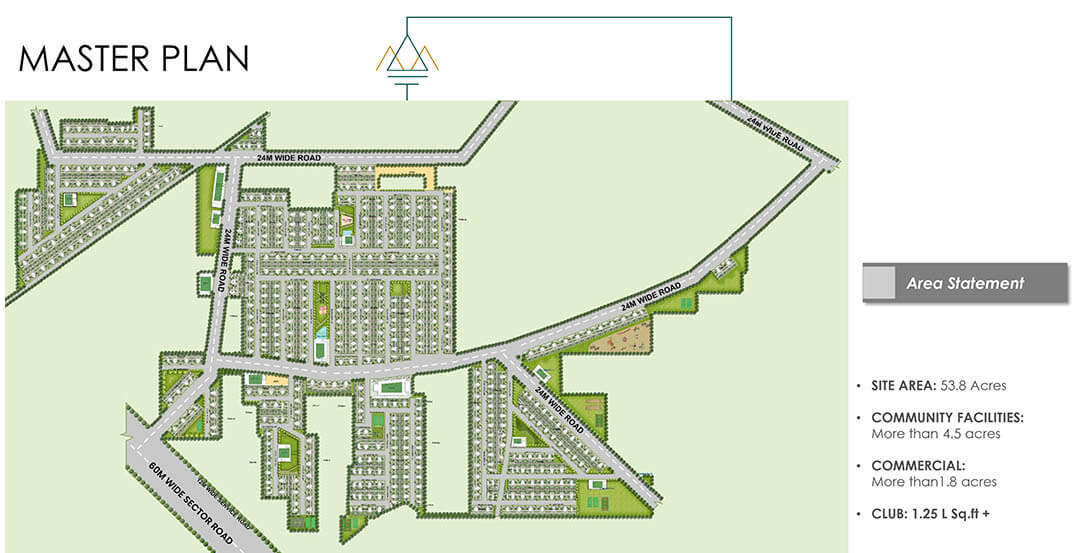 MASTER PLAN
24M WIDE ROAD
24M WIDE ROAD
24M WIDE ROAD
24M WIDE ROAD
24M WIDE ROAD
60M WIDE SECTOR ROAD
Area Statement
• SITE AREA: 53.8 Acres
• COMMUNITY FACILITIES:
More than 4.5 acres
• COMMERCIAL:
More than1.8 acres
• CLUB: 1.25 L Sq.ft +